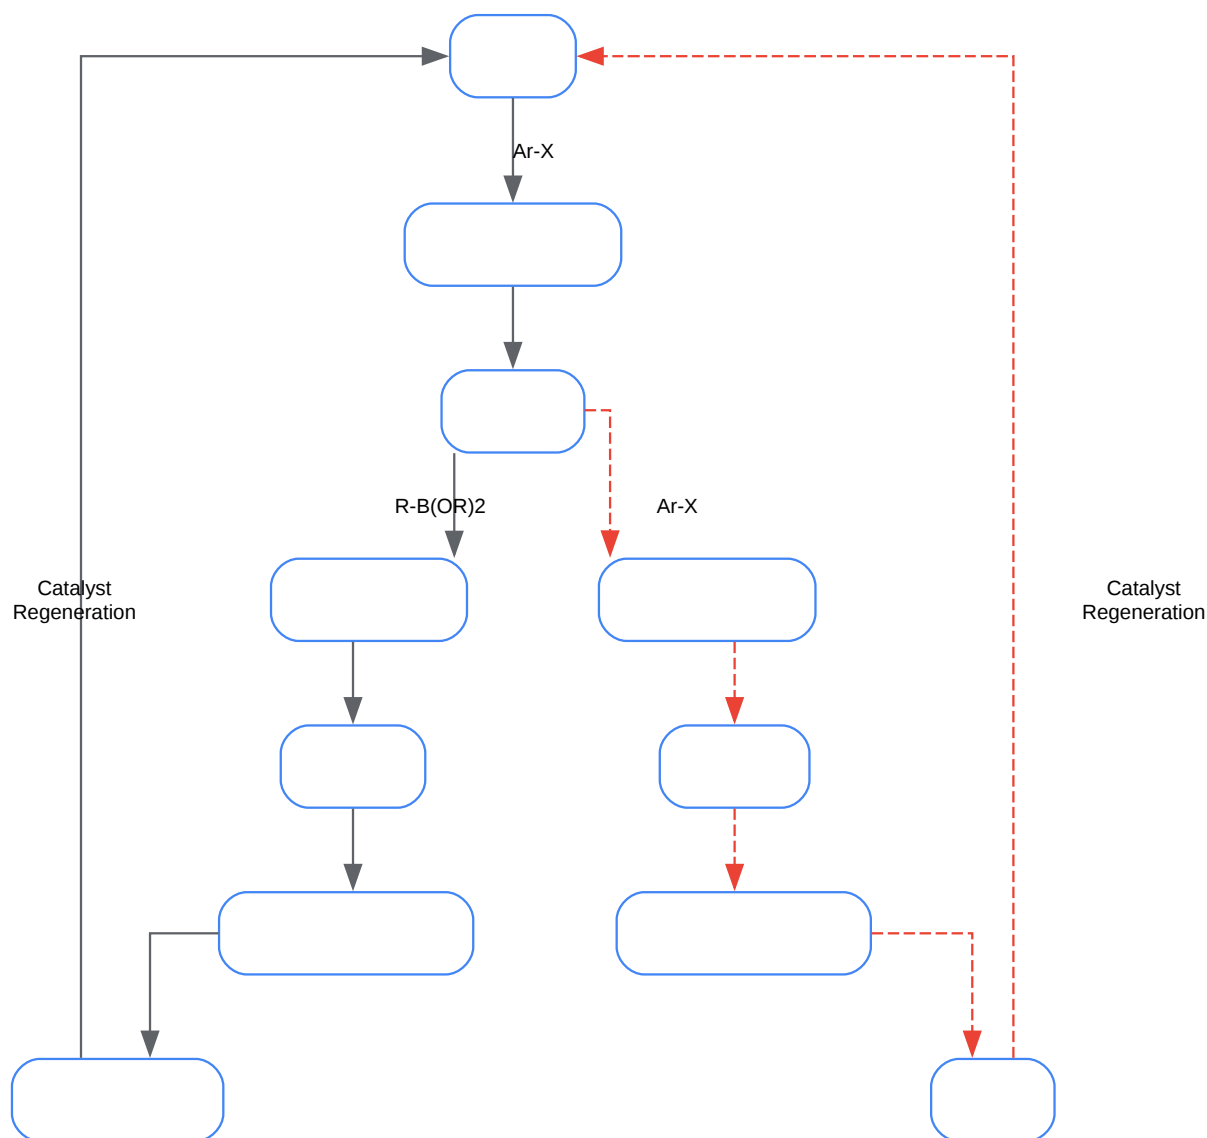 Ar-X
R-B(OR)2
Ar-X
Catalyst
Regeneration
Catalyst
Regeneration